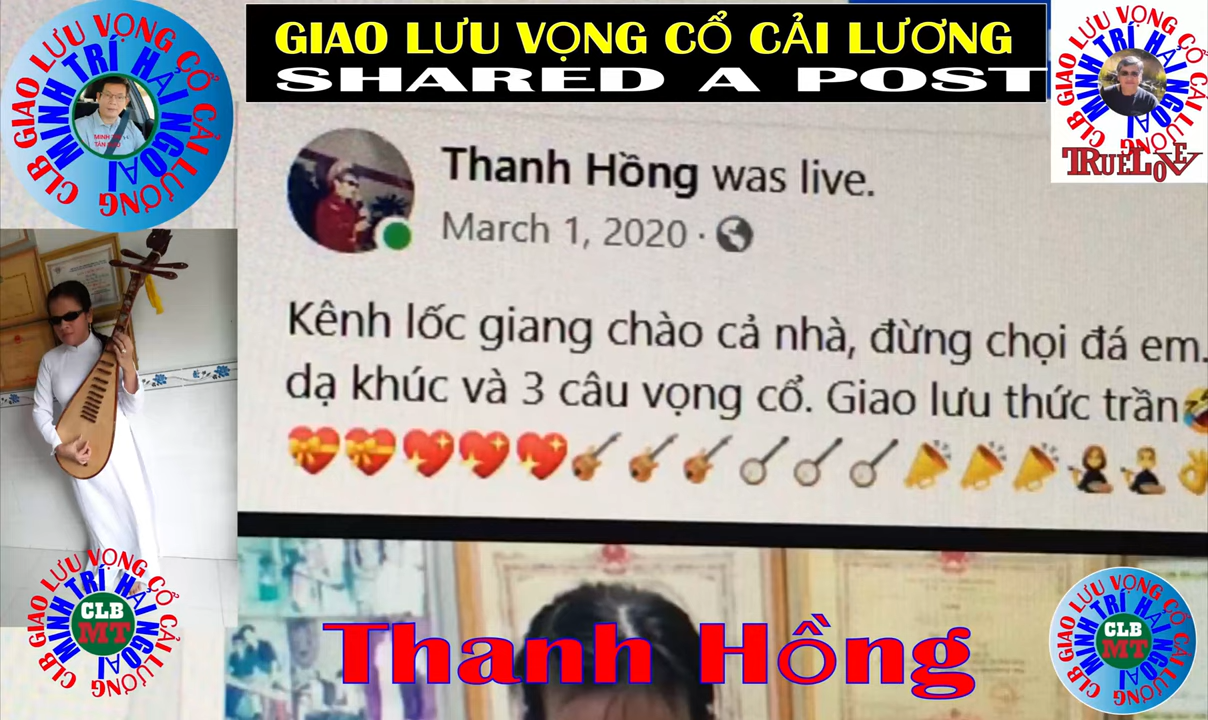 GIAO LƯU VỌNG CỔ CẢI LƯƠNG
SHARED A POST
CLB GIAO LƯU VỌNG CỔ CẢI LƯƠNG
MINH TRÍ HẢI NGOẠI
CLB GIAO LƯU VỌNG CỔ CẢI LƯƠNG
MINH TRÍ HẢI NGOẠI
TRUE LOVE
Thanh Hồng was live.
March 1, 2020 ·
Kênh lốc giang chào cả nhà, đừng chọi đá em.
dạ khúc và 3 câu vọng cổ. Giao lưu thức trần
CLB GIAO LƯU VỌNG CỔ CẢI LƯƠNG
MINH TRÍ HẢI NGOẠI
CLB
MT
Thanh Hồng
CLB GIAO LƯU VỌNG CỔ CẢI LƯƠNG
MINH TRÍ HẢI NGOẠI
CLB
MT